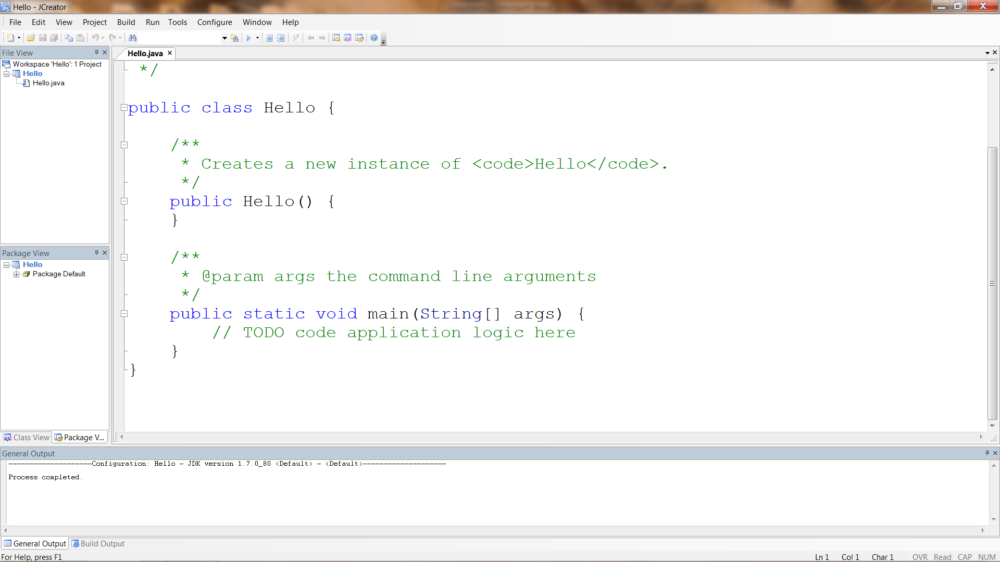 Hello - JCreator
File Edit View Project Build Run Tools Configure Window Help
File View
Workspace 'Hello': 1 Project
Hello
Hello.java
Package View
Hello
Package Default
Class View Package V...
Hello.java
*/
public class Hello {
/**
* Creates a new instance of <code>Hello</code>.
*/
public Hello() {
}
/**
* @param args the command line arguments
*/
public static void main(String[] args) {
// TODO code application logic here
}
}
General Output
--------------------Configuration: Hello - JDK version 1.7.0_80 <Default> - <Default>--------------------
Process completed.
General Output Build Output
For Help, press F1
Ln 1 Col 1 Char 1 OVR Read CAP NUM